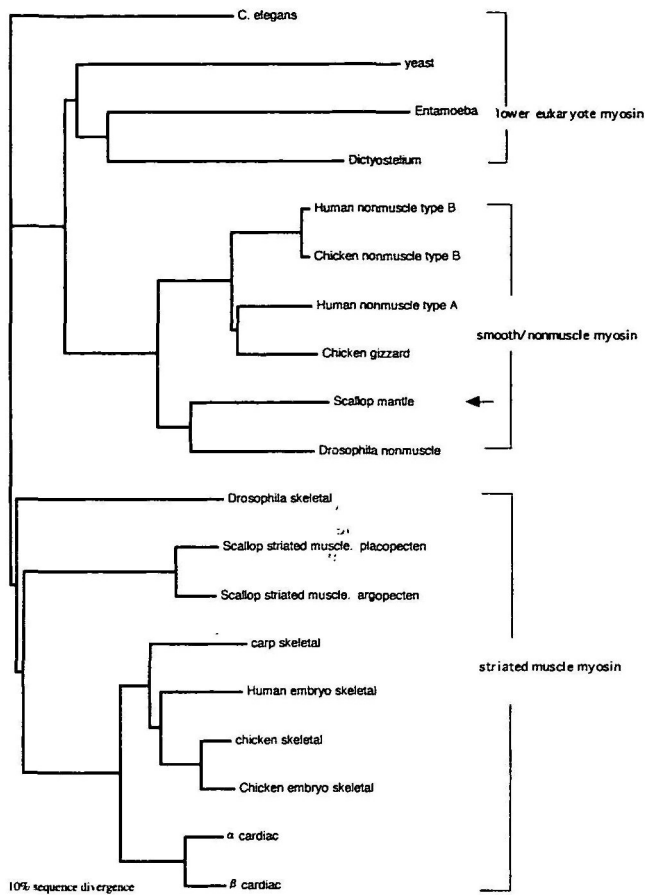 C. elegans
yeast
Entamoeba
lower eukaryote myosin
Dictyostelium
Human nonmuscle type B
Chicken nonmuscle type B
Human nonmuscle type A
smooth/nonmuscle myosin
Chicken gizzard
Scallop mantle
Drosophila nonmuscle
Drosophila skeletal
Scallop striated muscle. placopecten
Scallop striated muscle. argopecten
carp skeletal
striated muscle myosin
Human embryo skeletal
chicken skeletal
Chicken embryo skeletal
α cardiac
β cardiac
10% sequence divergence